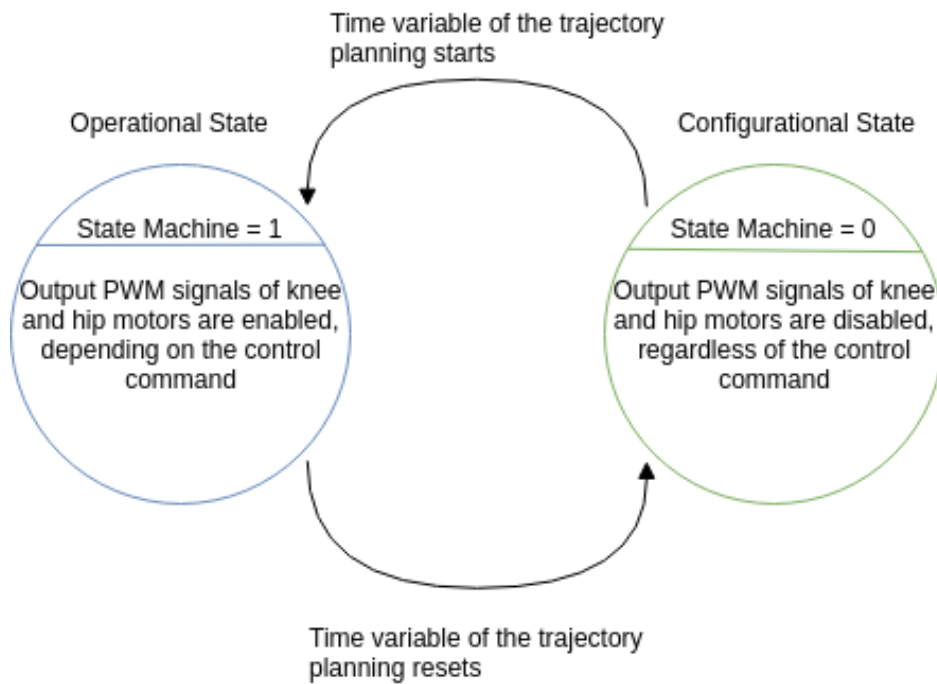 Time variable of the trajectory
planning starts
Operational State
Configurational State
State Machine = 1
Output PWM signals of knee
and hip motors are enabled,
depending on the control
command
State Machine = 0
Output PWM signals of knee
and hip motors are disabled,
regardless of the control
command
Time variable of the trajectory
planning resets